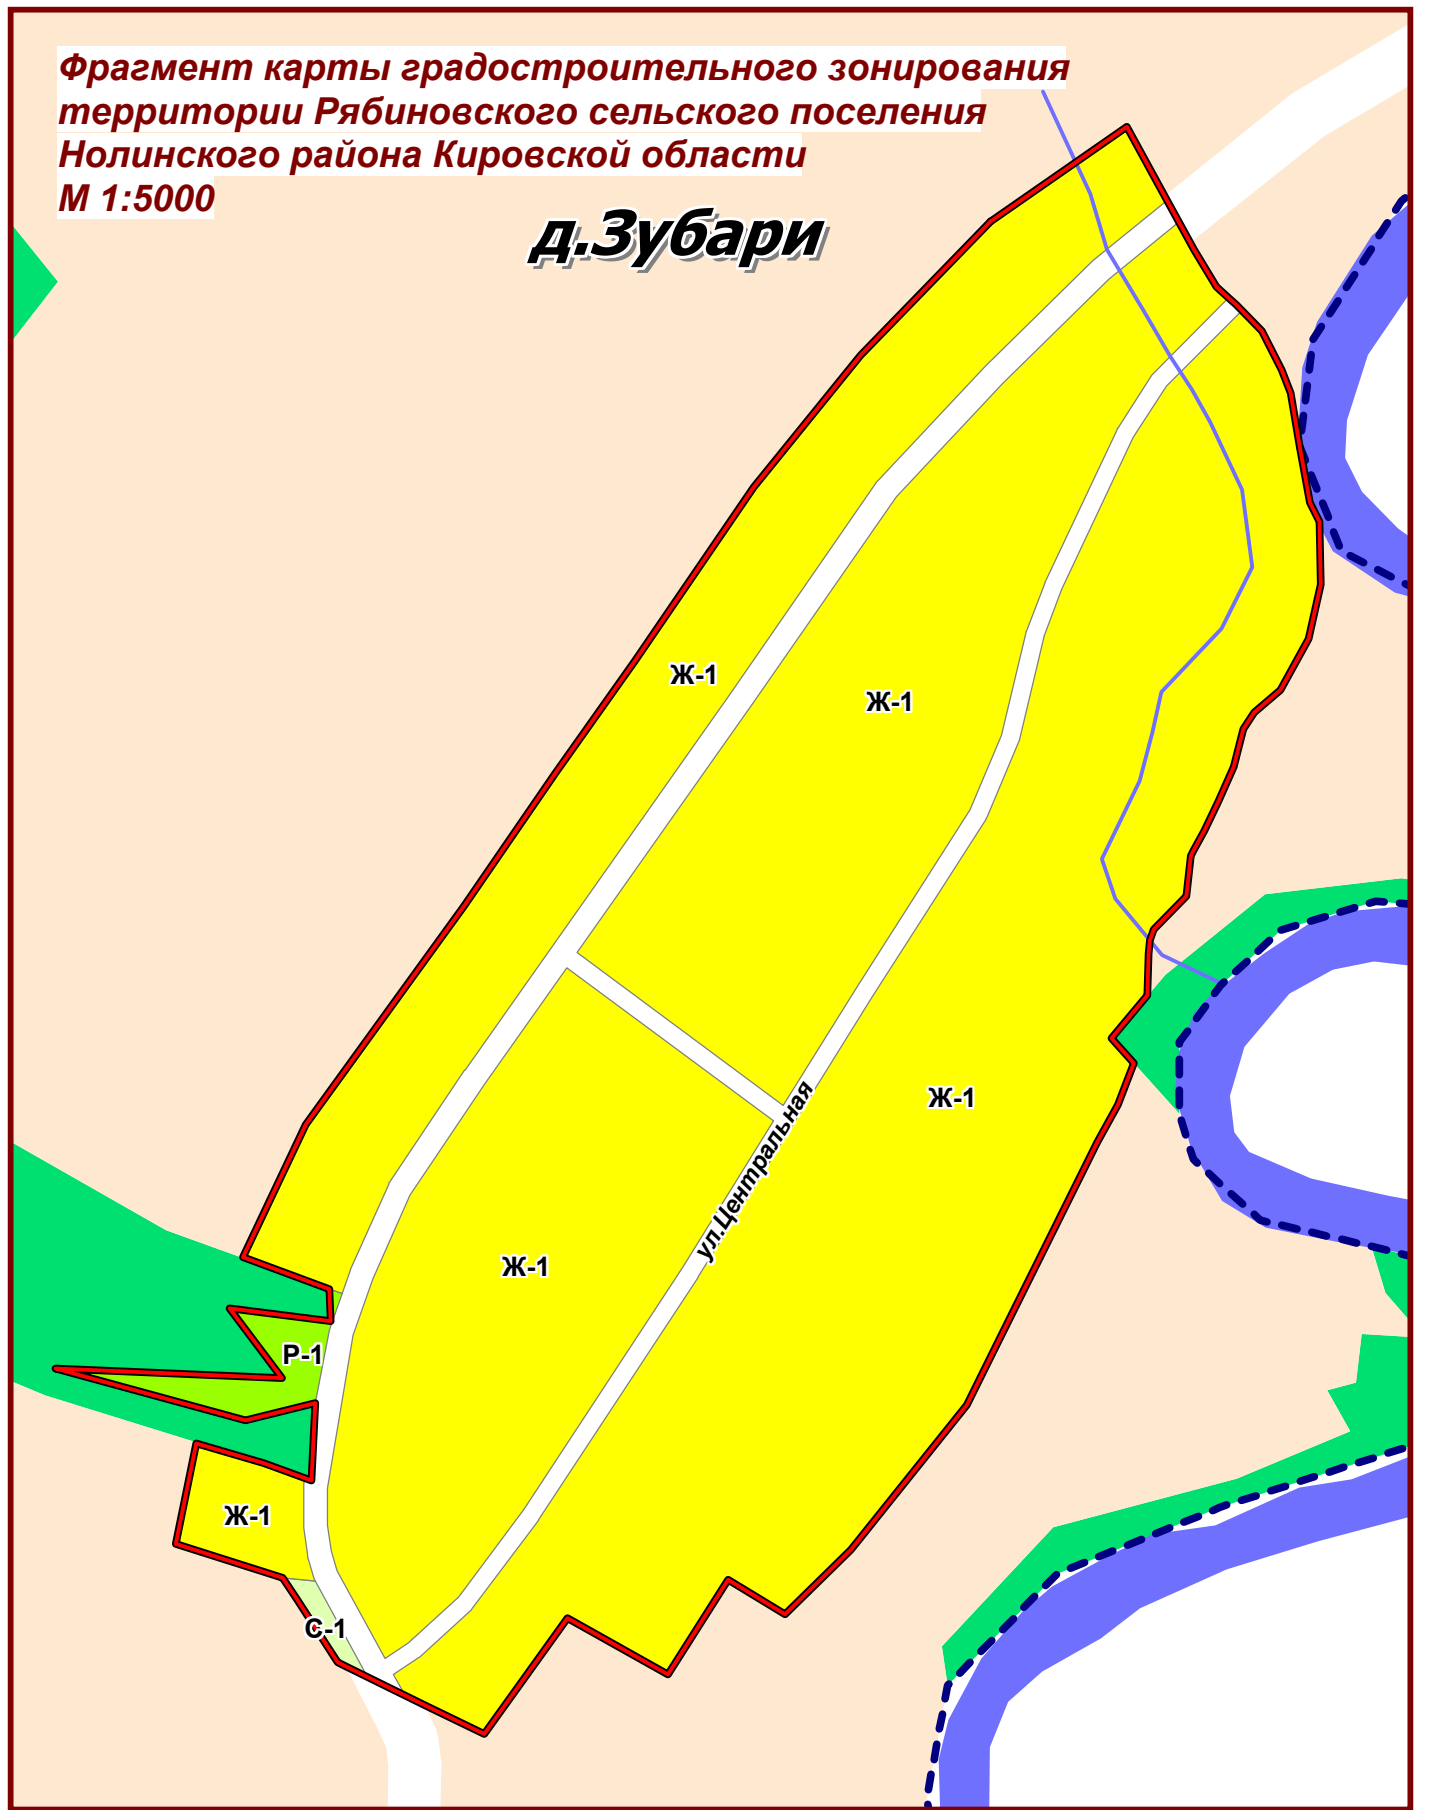 Фрагмент карты градостроительного зонирования
территории Рябиновского сельского поселения
Нолинского района Кировской области
М 1:5000
д.Зубари
Ж-1
Ж-1
Ж-1
ул.Центральная
Ж-1
Р-1
Ж-1
С-1